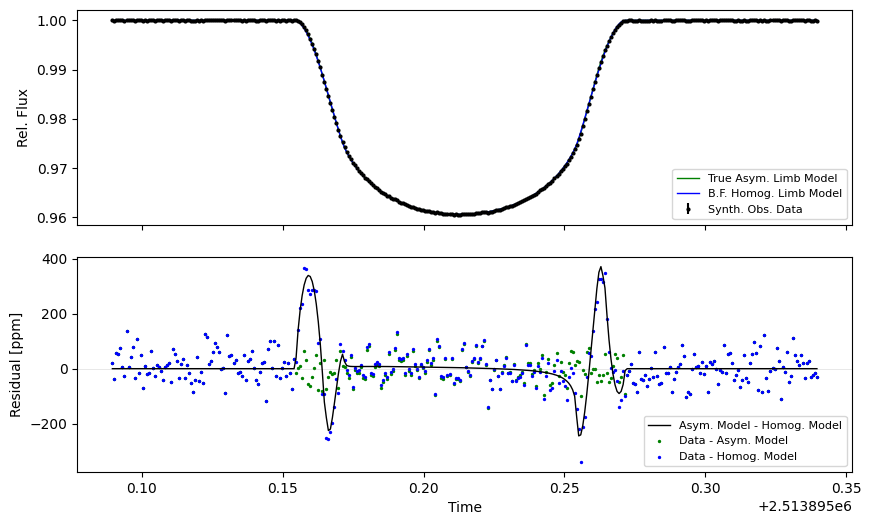 1.00
0.99
0.98
0.97
0.96
Rel. Flux
True Asym. Limb Model
B.F. Homog. Limb Model
Synth. Obs. Data
400
200
0
−200
Residual [ppm]
Asym. Model - Homog. Model
Data - Asym. Model
Data - Homog. Model
0.10
0.15
0.20
0.25
0.30
0.35
Time
+2.513895e6